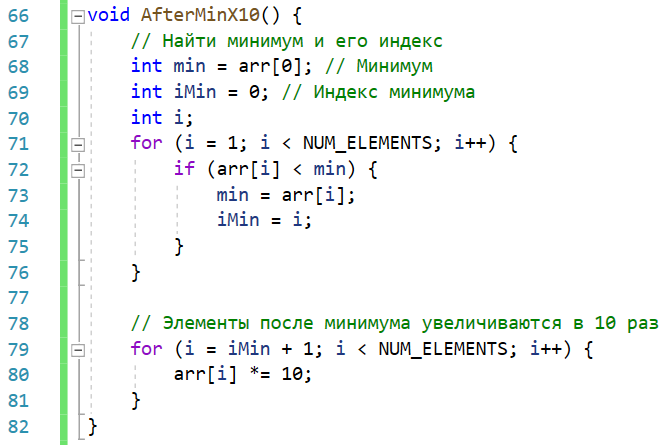 66 void AfterMinX10() {
67     // Найти минимум и его индекс
68     int min = arr[0]; // Минимум
69     int iMin = 0; // Индекс минимума
70     int i;
71     for (i = 1; i < NUM_ELEMENTS; i++) {
72         if (arr[i] < min) {
73             min = arr[i];
74             iMin = i;
75         }
76     }
77
78     // Элементы после минимума увеличиваются в 10 раз
79     for (i = iMin + 1; i < NUM_ELEMENTS; i++) {
80         arr[i] *= 10;
81     }
82 }